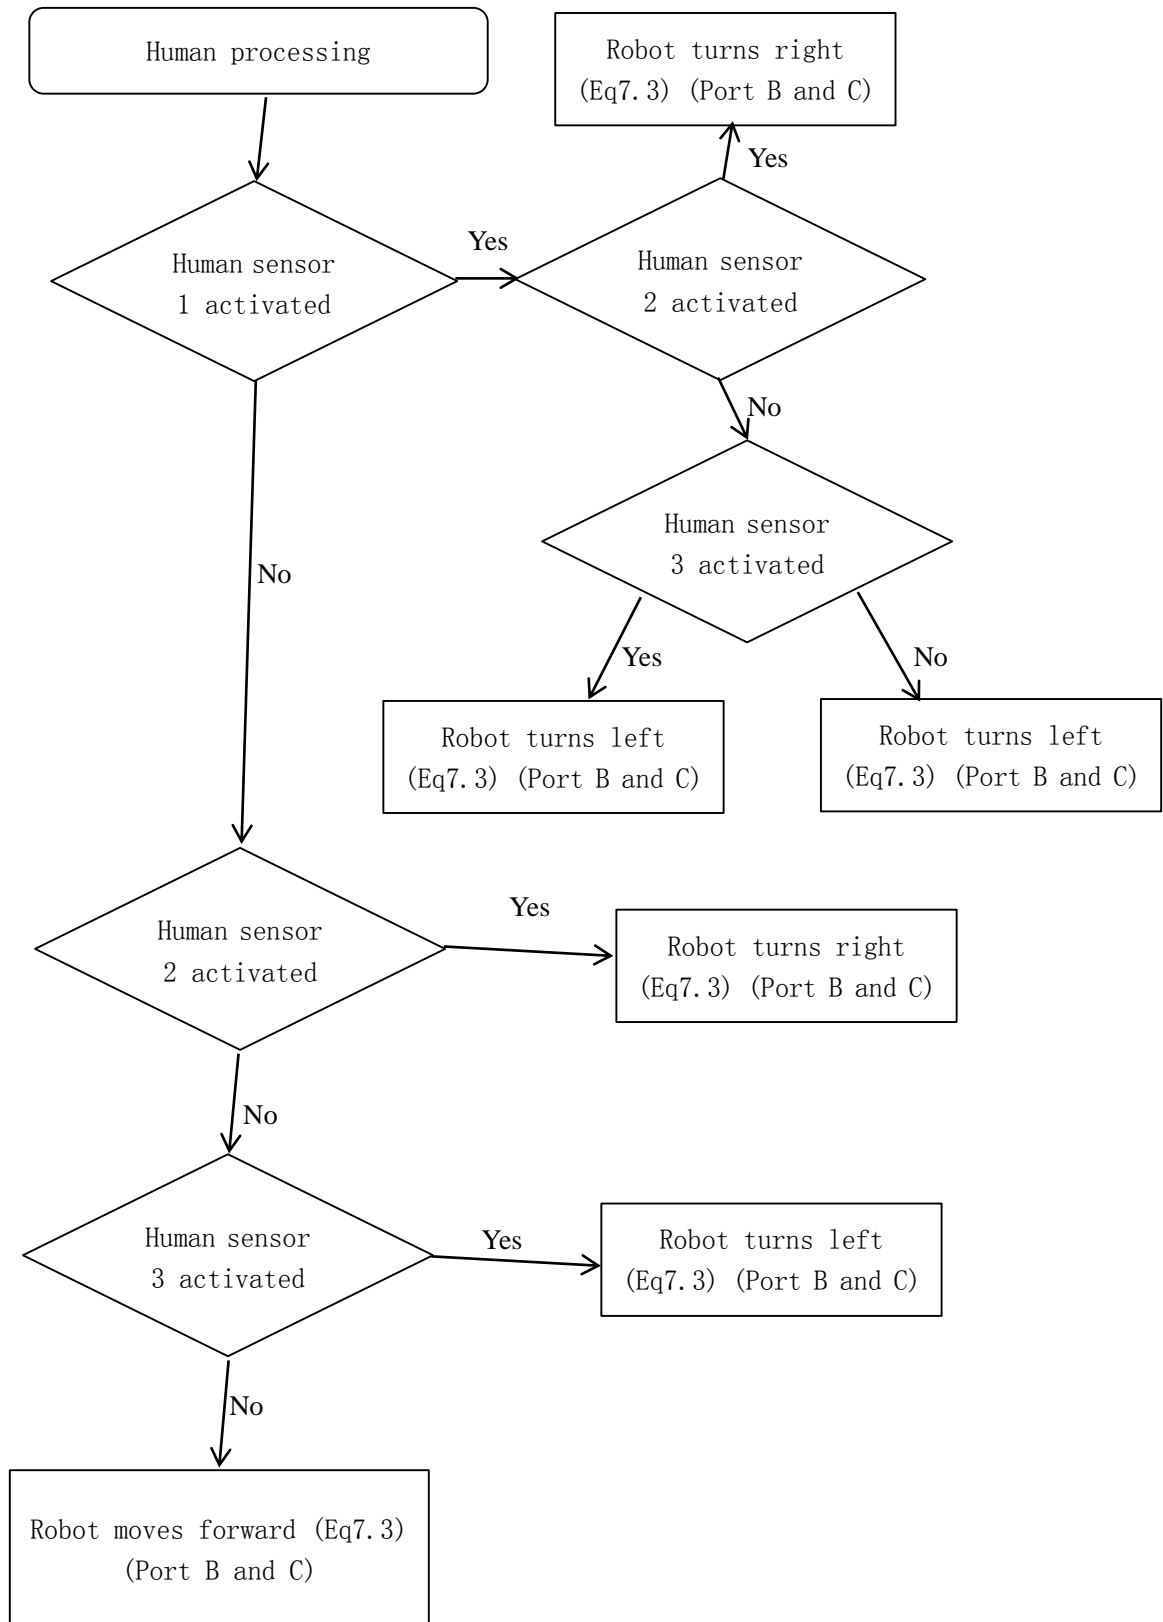 Human processing
Robot turns right
(Eq7.3) (Port B and C)
Yes
Human sensor
1 activated
Yes
Human sensor
2 activated
No
Human sensor
3 activated
No
Yes
No
Robot turns left
(Eq7.3) (Port B and C)
Robot turns left
(Eq7.3) (Port B and C)
Human sensor
2 activated
Yes
Robot turns right
(Eq7.3) (Port B and C)
No
Human sensor
3 activated
Yes
Robot turns left
(Eq7.3) (Port B and C)
No
Robot moves forward (Eq7.3)
(Port B and C)